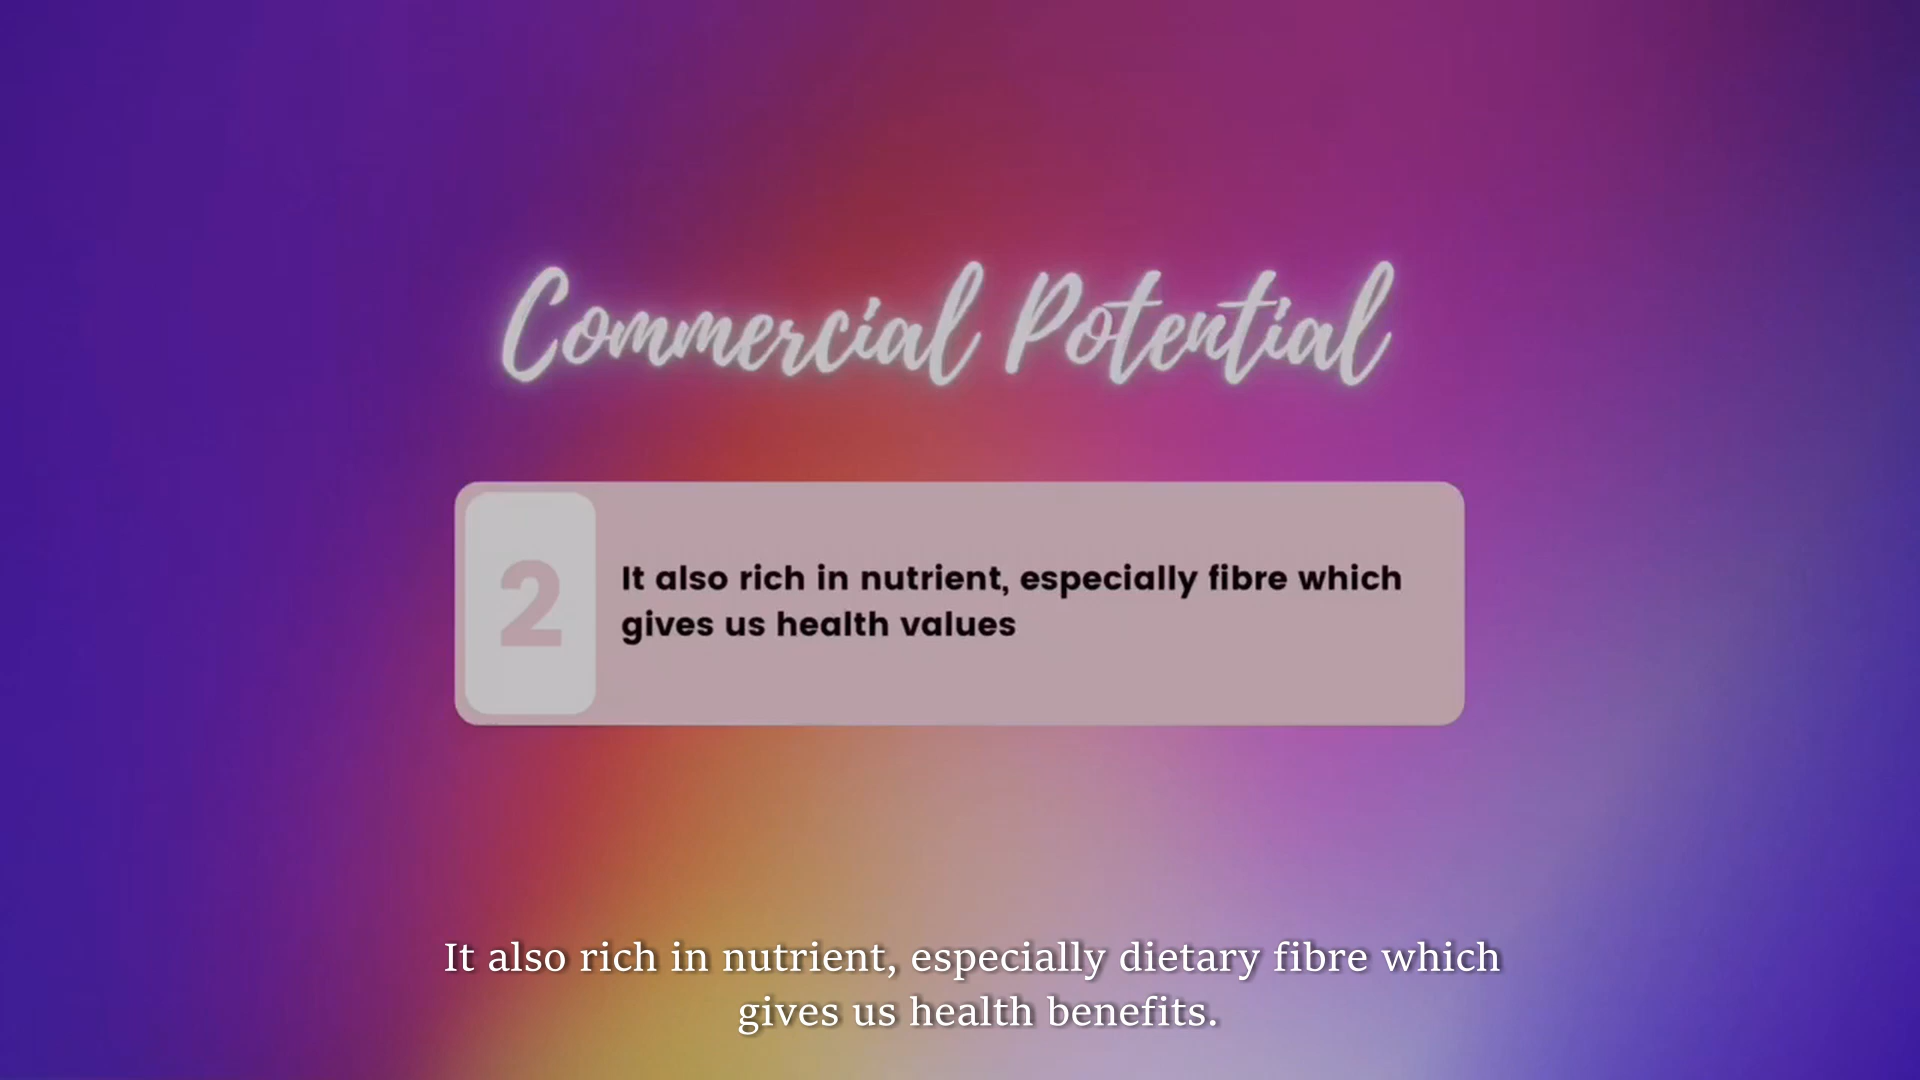 Commercial Potential
2
It also rich in nutrient, especially fibre which
gives us health values
It also rich in nutrient, especially dietary fibre which
gives us health benefits.